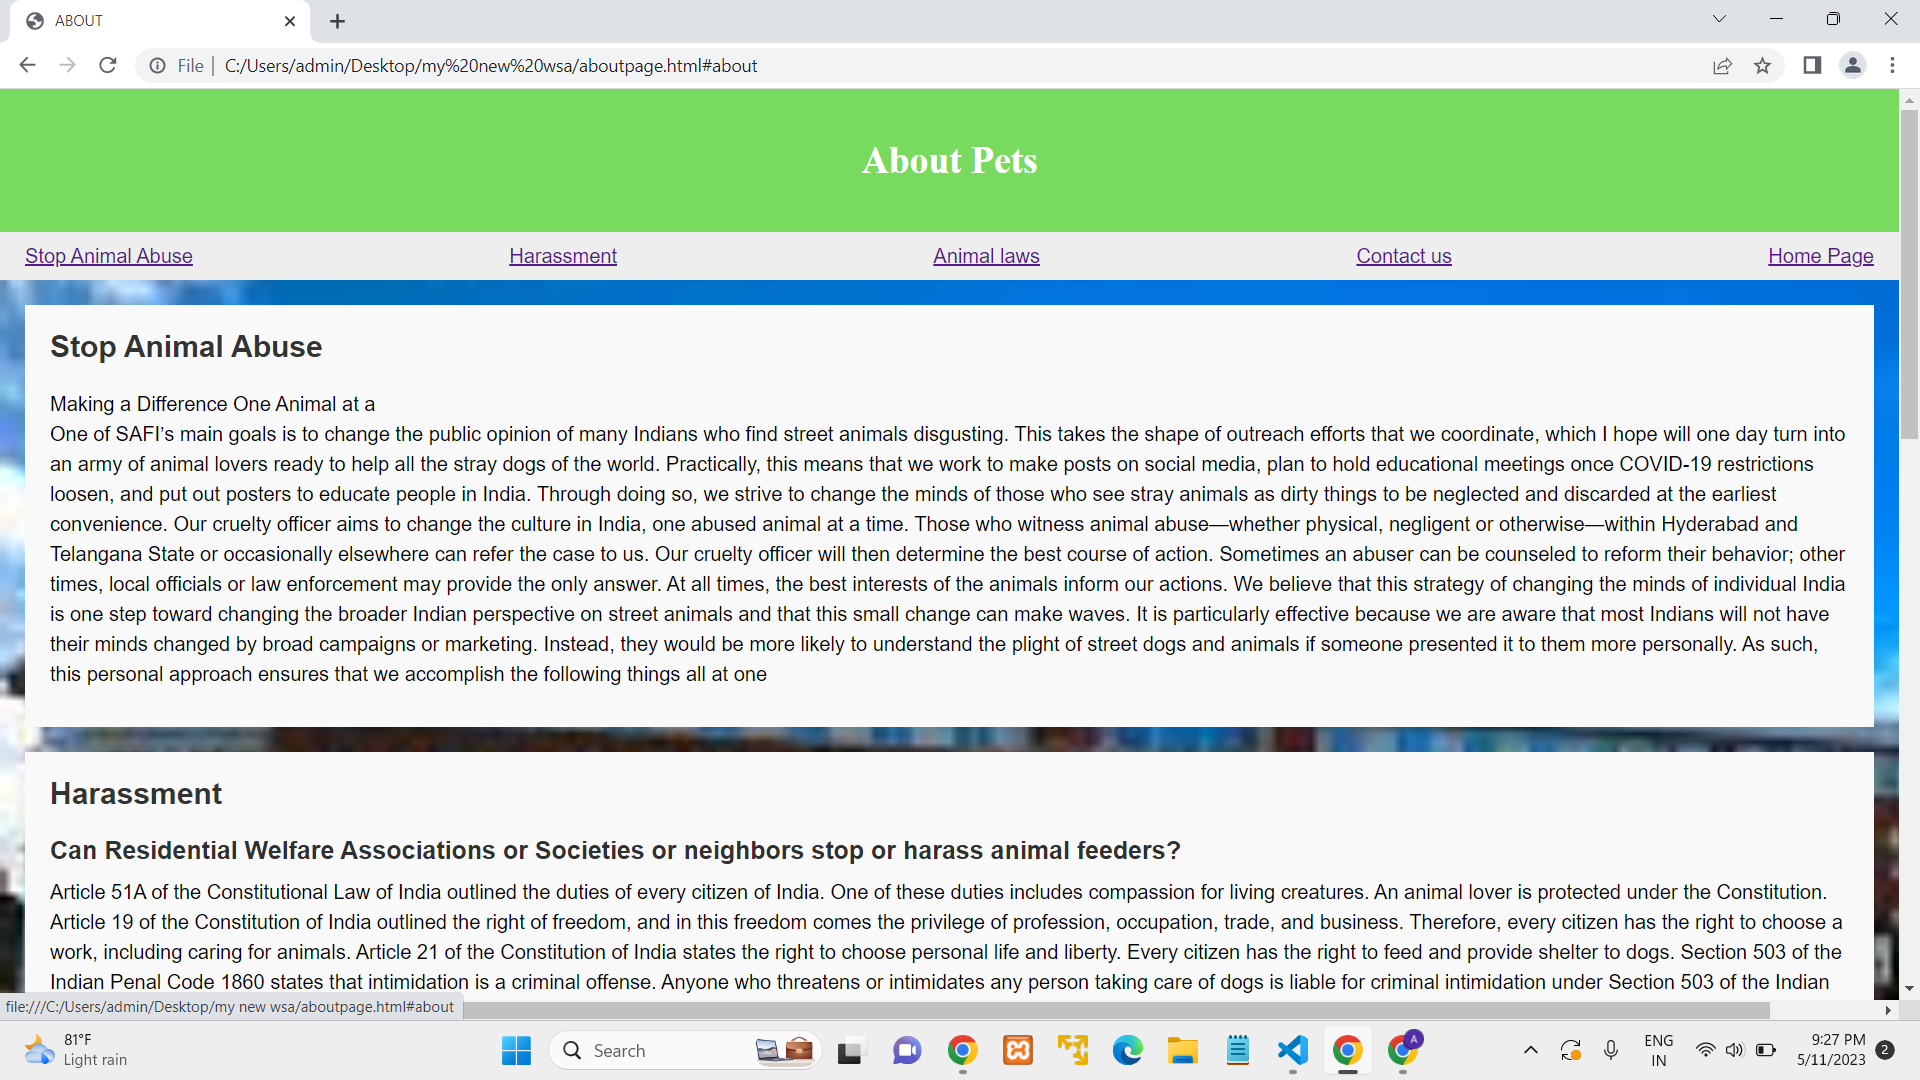 ABOUT
File | C:/Users/admin/Desktop/my%20new%20wsa/aboutpage.html#about
About Pets
Stop Animal Abuse
Harassment
Animal laws
Contact us
Home Page
Stop Animal Abuse
Making a Difference One Animal at a
One of SAFI’s main goals is to change the public opinion of many Indians who find street animals disgusting. This takes the shape of outreach efforts that we coordinate, which I hope will one day turn into
an army of animal lovers ready to help all the stray dogs of the world. Practically, this means that we work to make posts on social media, plan to hold educational meetings once COVID-19 restrictions
loosen, and put out posters to educate people in India. Through doing so, we strive to change the minds of those who see stray animals as dirty things to be neglected and discarded at the earliest
convenience. Our cruelty officer aims to change the culture in India, one abused animal at a time. Those who witness animal abuse—whether physical, negligent or otherwise—within Hyderabad and
Telangana State or occasionally elsewhere can refer the case to us. Our cruelty officer will then determine the best course of action. Sometimes an abuser can be counseled to reform their behavior; other
times, local officials or law enforcement may provide the only answer. At all times, the best interests of the animals inform our actions. We believe that this strategy of changing the minds of individual India
is one step toward changing the broader Indian perspective on street animals and that this small change can make waves. It is particularly effective because we are aware that most Indians will not have
their minds changed by broad campaigns or marketing. Instead, they would be more likely to understand the plight of street dogs and animals if someone presented it to them more personally. As such,
this personal approach ensures that we accomplish the following things all at one
Harassment
Can Residential Welfare Associations or Societies or neighbors stop or harass animal feeders?
Article 51A of the Constitutional Law of India outlined the duties of every citizen of India. One of these duties includes compassion for living creatures. An animal lover is protected under the Constitution.
Article 19 of the Constitution of India outlined the right of freedom, and in this freedom comes the privilege of profession, occupation, trade, and business. Therefore, every citizen has the right to choose a
work, including caring for animals. Article 21 of the Constitution of India states the right to choose personal life and liberty. Every citizen has the right to feed and provide shelter to dogs. Section 503 of the
Indian Penal Code 1860 states that intimidation is a criminal offense. Anyone who threatens or intimidates any person taking care of dogs is liable for criminal intimidation under Section 503 of the Indian
file:///C:/Users/admin/Desktop/my new wsa/aboutpage.html#about
81°F
Light rain
Search
A
ENG
IN
9:27 PM
5/11/2023
2